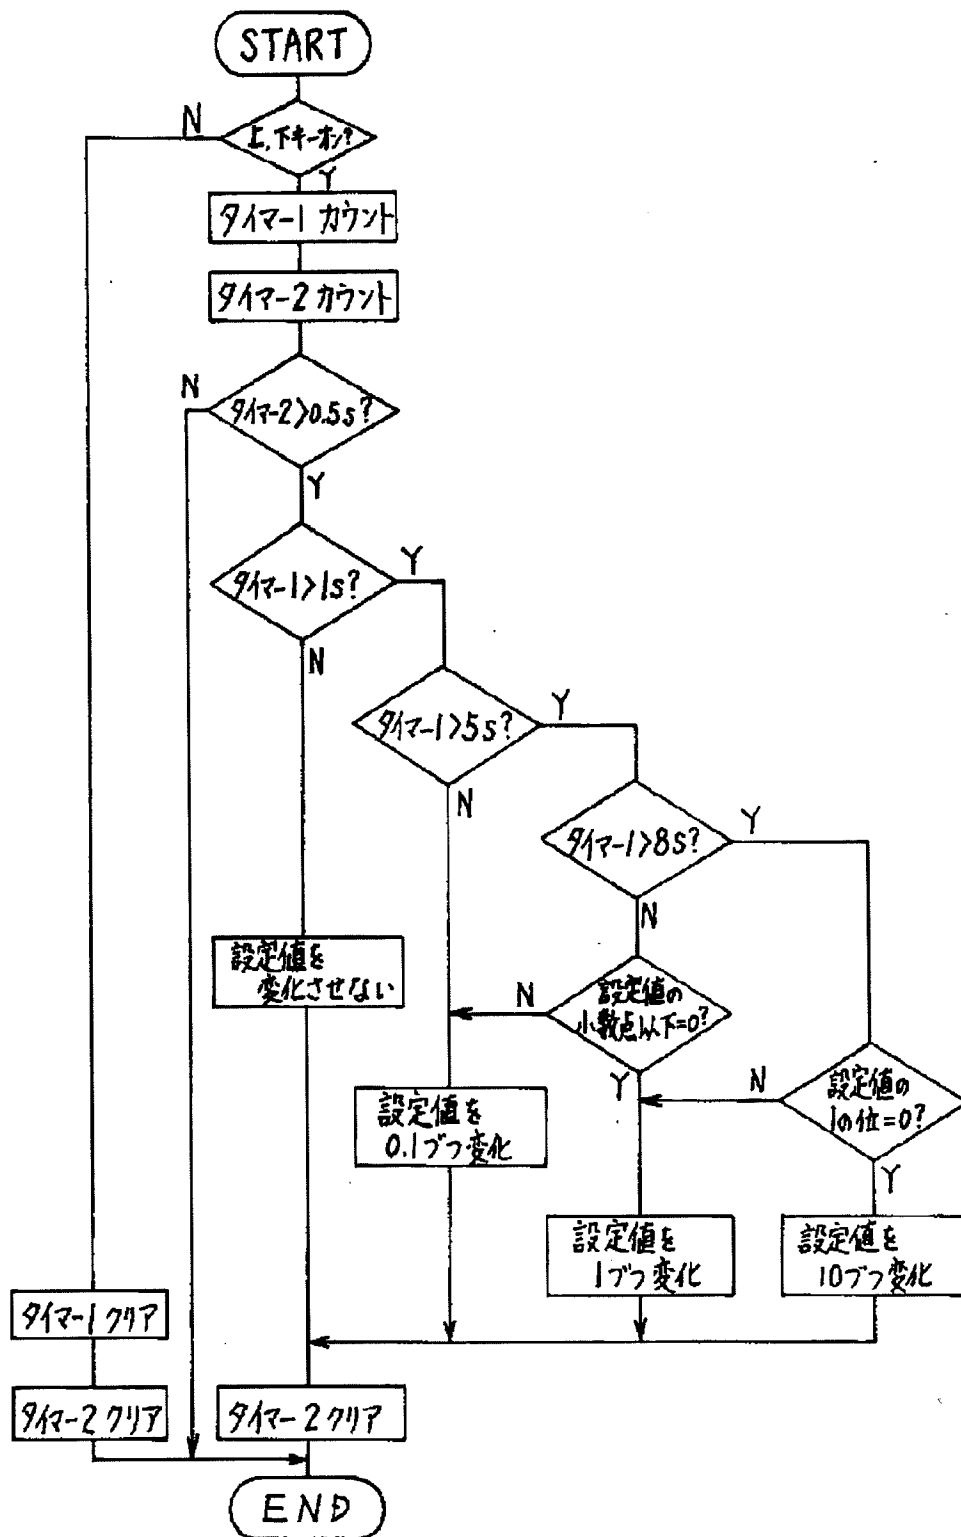 START
N
上,下キーオン?
Y
タイマー1 カウント
タイマー2 カウント
N
タイマー2>0.5s?
Y
タイマー1>1s?
Y
N
タイマー1>5s?
Y
N
タイマー1>8s?
Y
N
設定値を
変化させない
N
設定値の
小数点以下=0?
Y
N
設定値の
1の位=0?
Y
設定値を
0.1づつ変化
設定値を
1づつ変化
設定値を
10づつ変化
タイマー1クリア
タイマー2クリア
タイマー2クリア
END